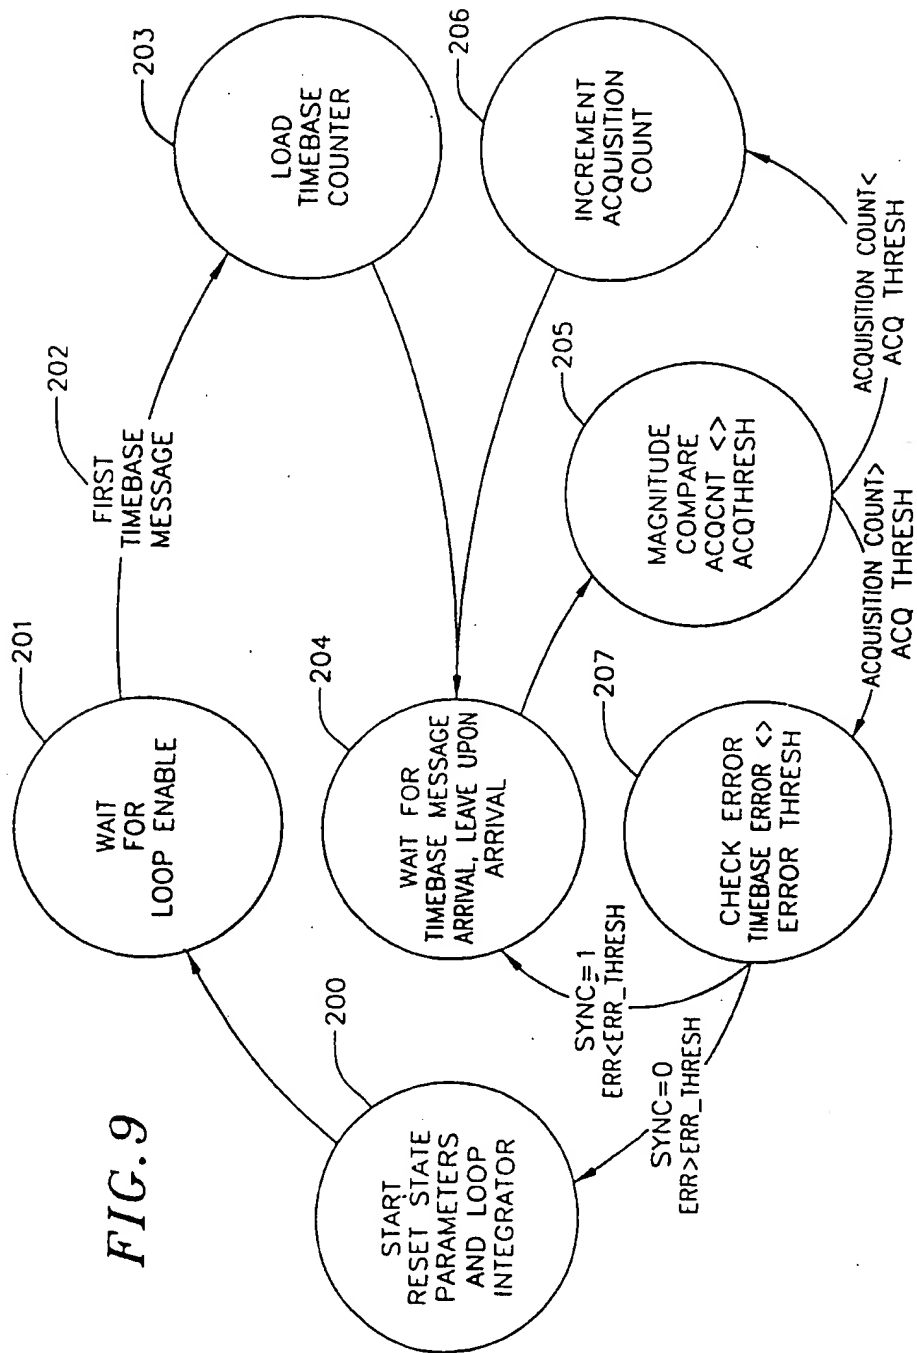 FIG. 9
200
START
RESET STATE
PARAMETERS
AND LOOP
INTEGRATOR
201
WAIT
FOR
LOOP ENABLE
202
FIRST
TIMEBASE
MESSAGE
203
LOAD
TIMEBASE
COUNTER
204
WAIT FOR
TIMEBASE MESSAGE
ARRIVAL, LEAVE UPON
ARRIVAL
205
MAGNITUDE
COMPARE
ACQCNT <>
ACQTHRESH
206
INCREMENT
ACQUISITION
COUNT
207
CHECK ERROR
TIMEBASE ERROR <>
ERROR THRESH
SYNC=1
ERR<ERR_THRESH
SYNC=0
ERR>ERR_THRESH
ACQUISITION COUNT>
ACQ THRESH
ACQUISITION COUNT<
ACQ THRESH